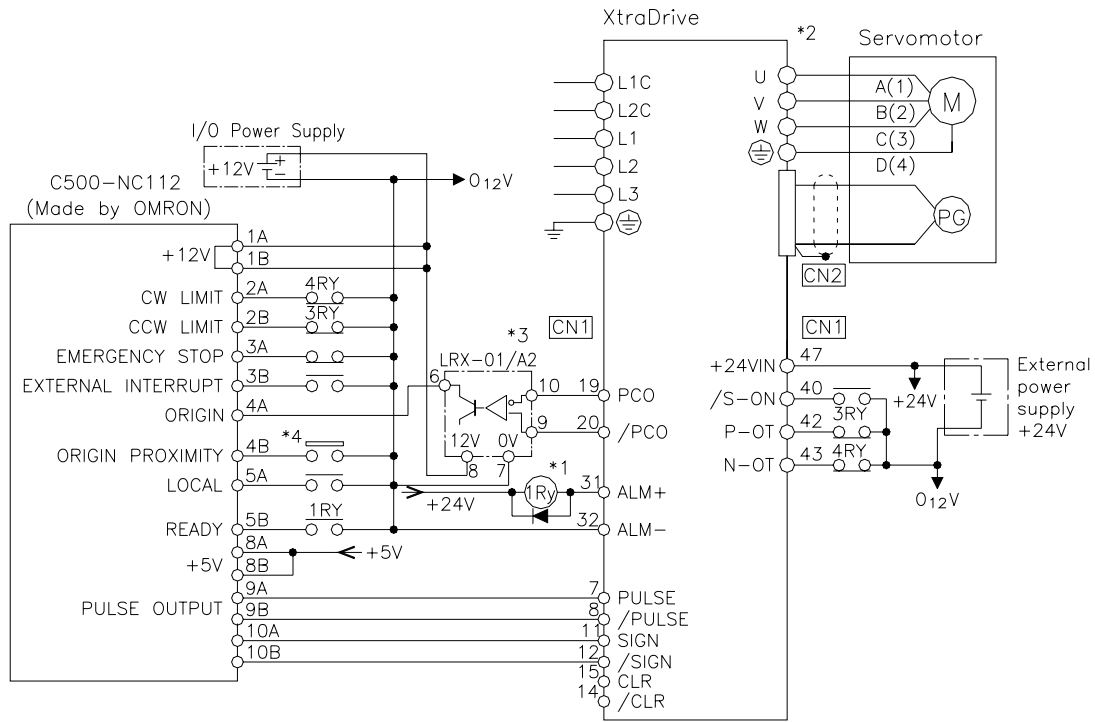 XtraDrive
*2
Servomotor
L1C
L2C
L1
L2
L3
U
V
W
A(1)
B(2)
C(3)
D(4)
M
PG
CN2
I/O Power Supply
+12V
+
−
0 12V
C500-NC112
(Made by OMRON)
+12V
1A
1B
CW LIMIT
2A
4RY
CCW LIMIT
2B
3RY
EMERGENCY STOP
3A
EXTERNAL INTERRUPT
3B
ORIGIN
4A
ORIGIN PROXIMITY
4B
*4
LOCAL
5A
READY
5B
1RY
+5V
8A
8B
+5V
PULSE OUTPUT
9A
9B
10A
10B
CN1
*3
LRX-01/A2
6
10
9
12V
0V
8
7
+24V
1Ry
*1
19
PCO
20
/PCO
31
ALM+
32
ALM-
7
PULSE
8
/PULSE
11
SIGN
12
/SIGN
15
CLR
14
/CLR
CN1
+24VIN
47
/S-ON
40
3RY
P-OT
42
4RY
N-OT
43
+24V
0 12V
External
power
supply
+24V